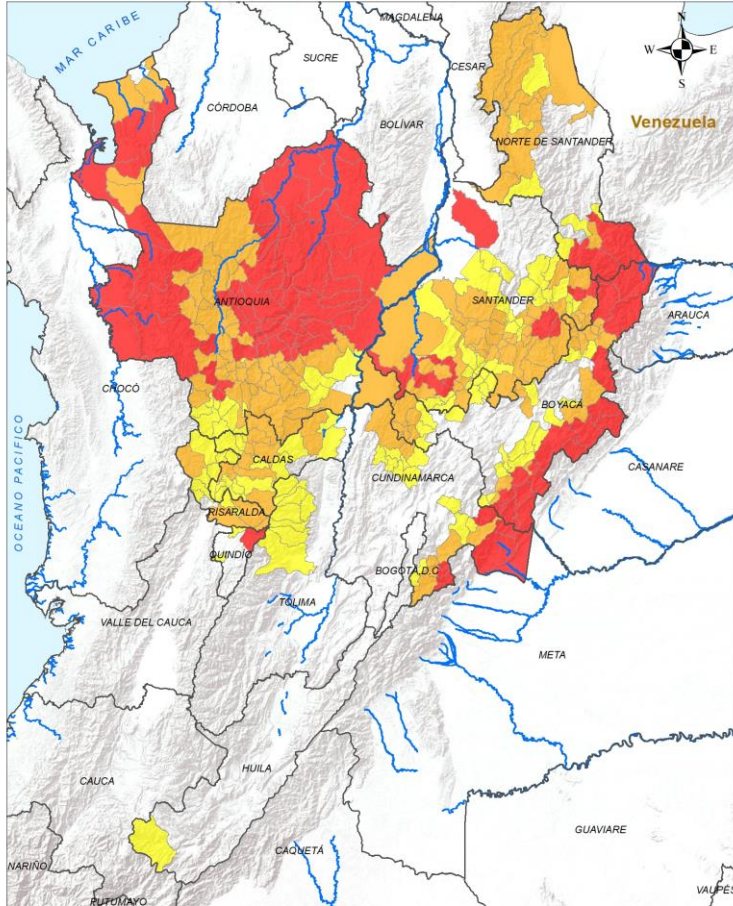 MAGDALENA
N
W E
S
MAR CARIBE
SUCRE
CESAR
CÓRDOBA
BOLÍVAR
Venezuela
NORTE DE SANTANDER
ANTIOQUIA
SANTANDER
ARAUCA
CHOCÓ
BOYACÁ
OCEANO PACIFICO
CALDAS
CUNDINAMARCA
CASANARE
RISARALDA
QUINDÍO
BOGOTÁ, D.C
TOLIMA
VALLE DEL CAUCA
META
HUILA
CAUCA
GUAVIARE
NARIÑO
CAQUETÁ
PUTUMAYO
VAUPÉS